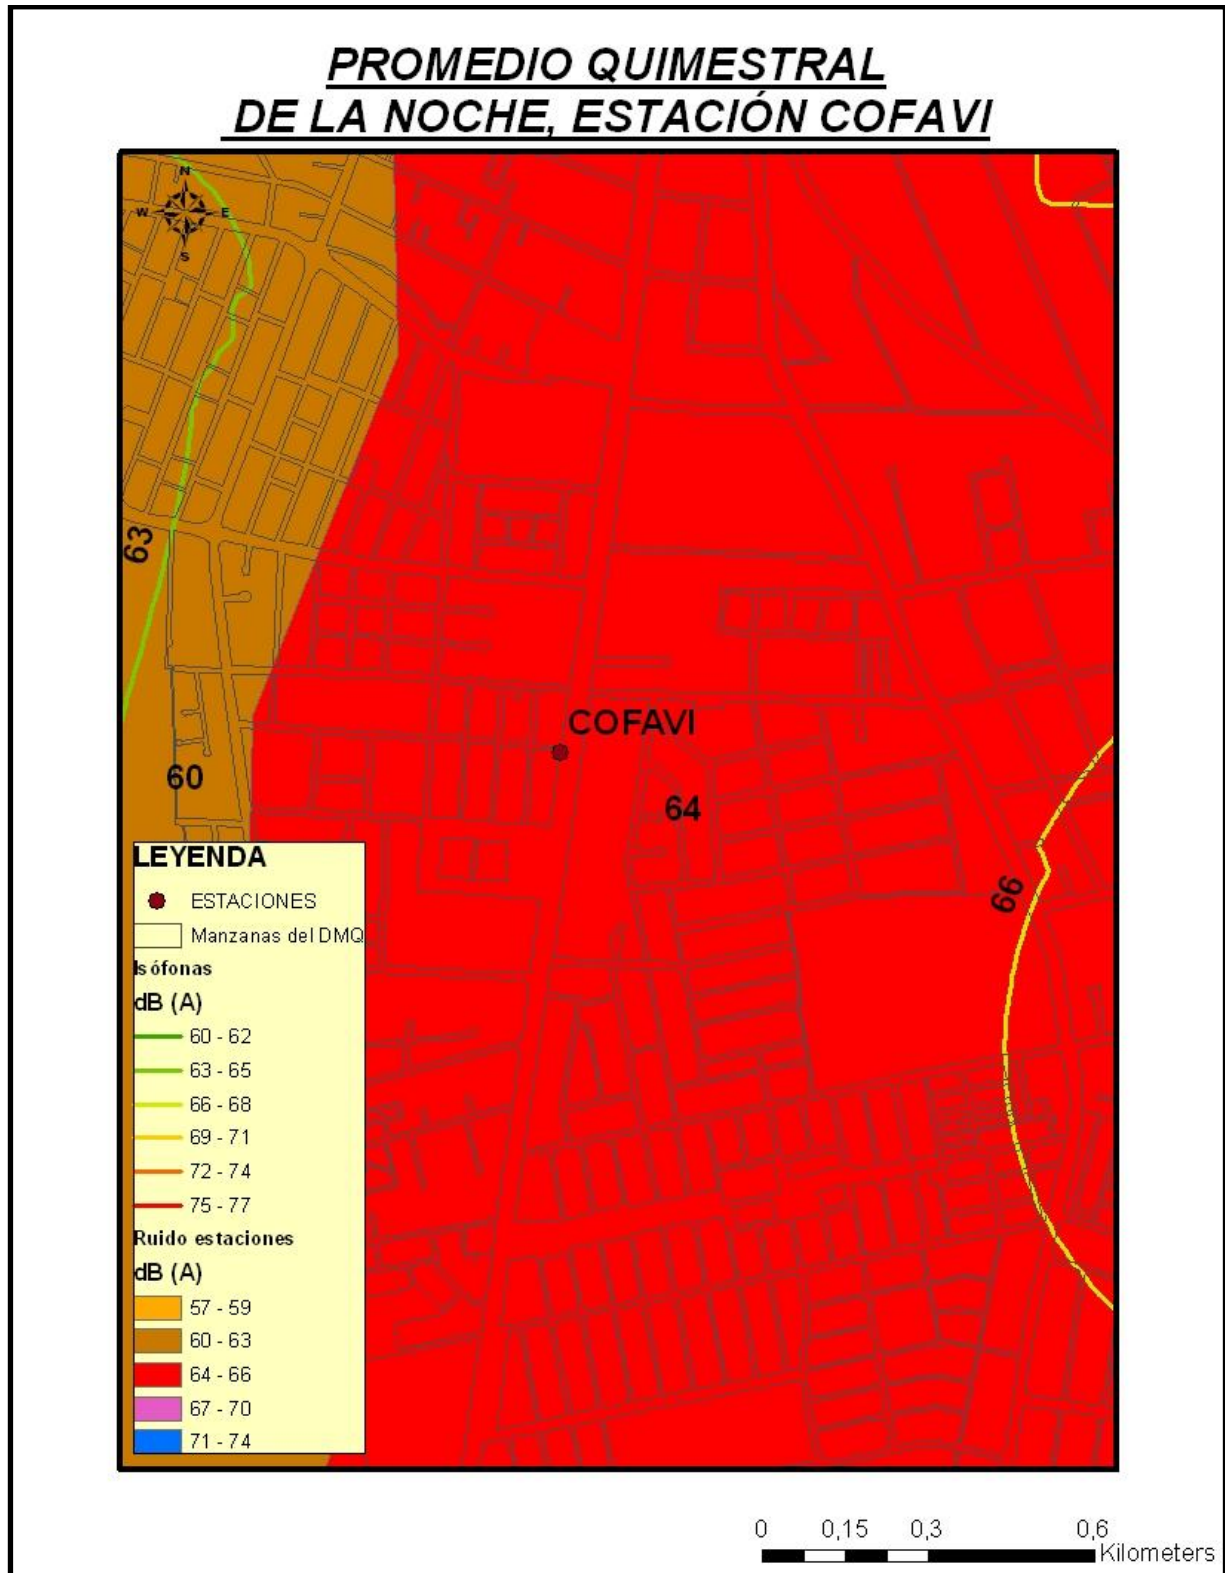 PROMEDIO QUIMESTRAL
DE LA NOCHE, ESTACIÓN COFAVI
N
W E
S
63
COFAVI
60
64
66
LEYENDA
ESTACIONES
Manzanas del DMQ
Isófonas
dB (A)
60 - 62
63 - 65
66 - 68
69 - 71
72 - 74
75 - 77
Ruido estaciones
dB (A)
57 - 59
60 - 63
64 - 66
67 - 70
71 - 74
0 0,15 0,3 0,6
Kilometers